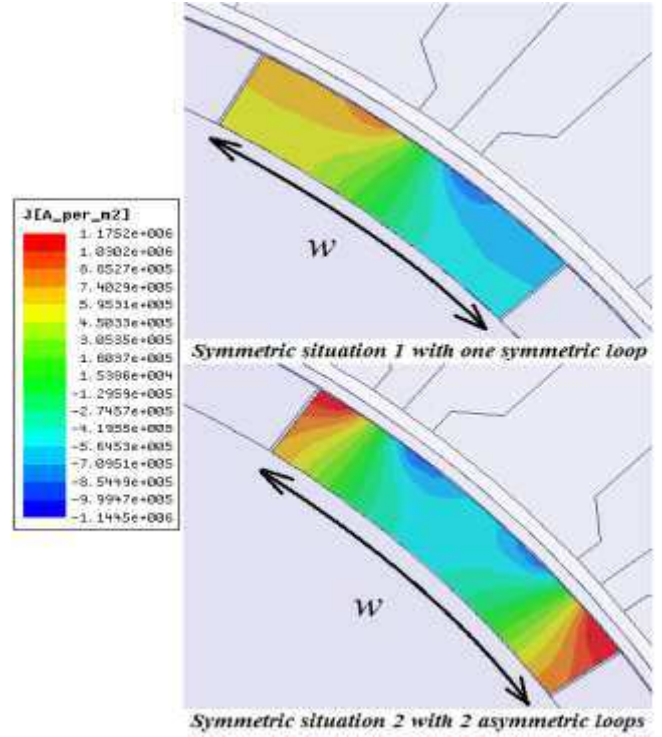 J[A_per_m2]
1.1752e+006
1.0302e+006
8.8527e+005
7.4029e+005
5.9531e+005
4.5033e+005
3.0535e+005
1.6037e+005
1.5386e+004
-1.2959e+005
-2.7457e+005
-4.1955e+005
-5.6453e+005
-7.0951e+005
-8.5449e+005
-9.9947e+005
-1.1445e+006
w
Symmetric situation 1 with one symmetric loop
w
Symmetric situation 2 with 2 asymmetric loops